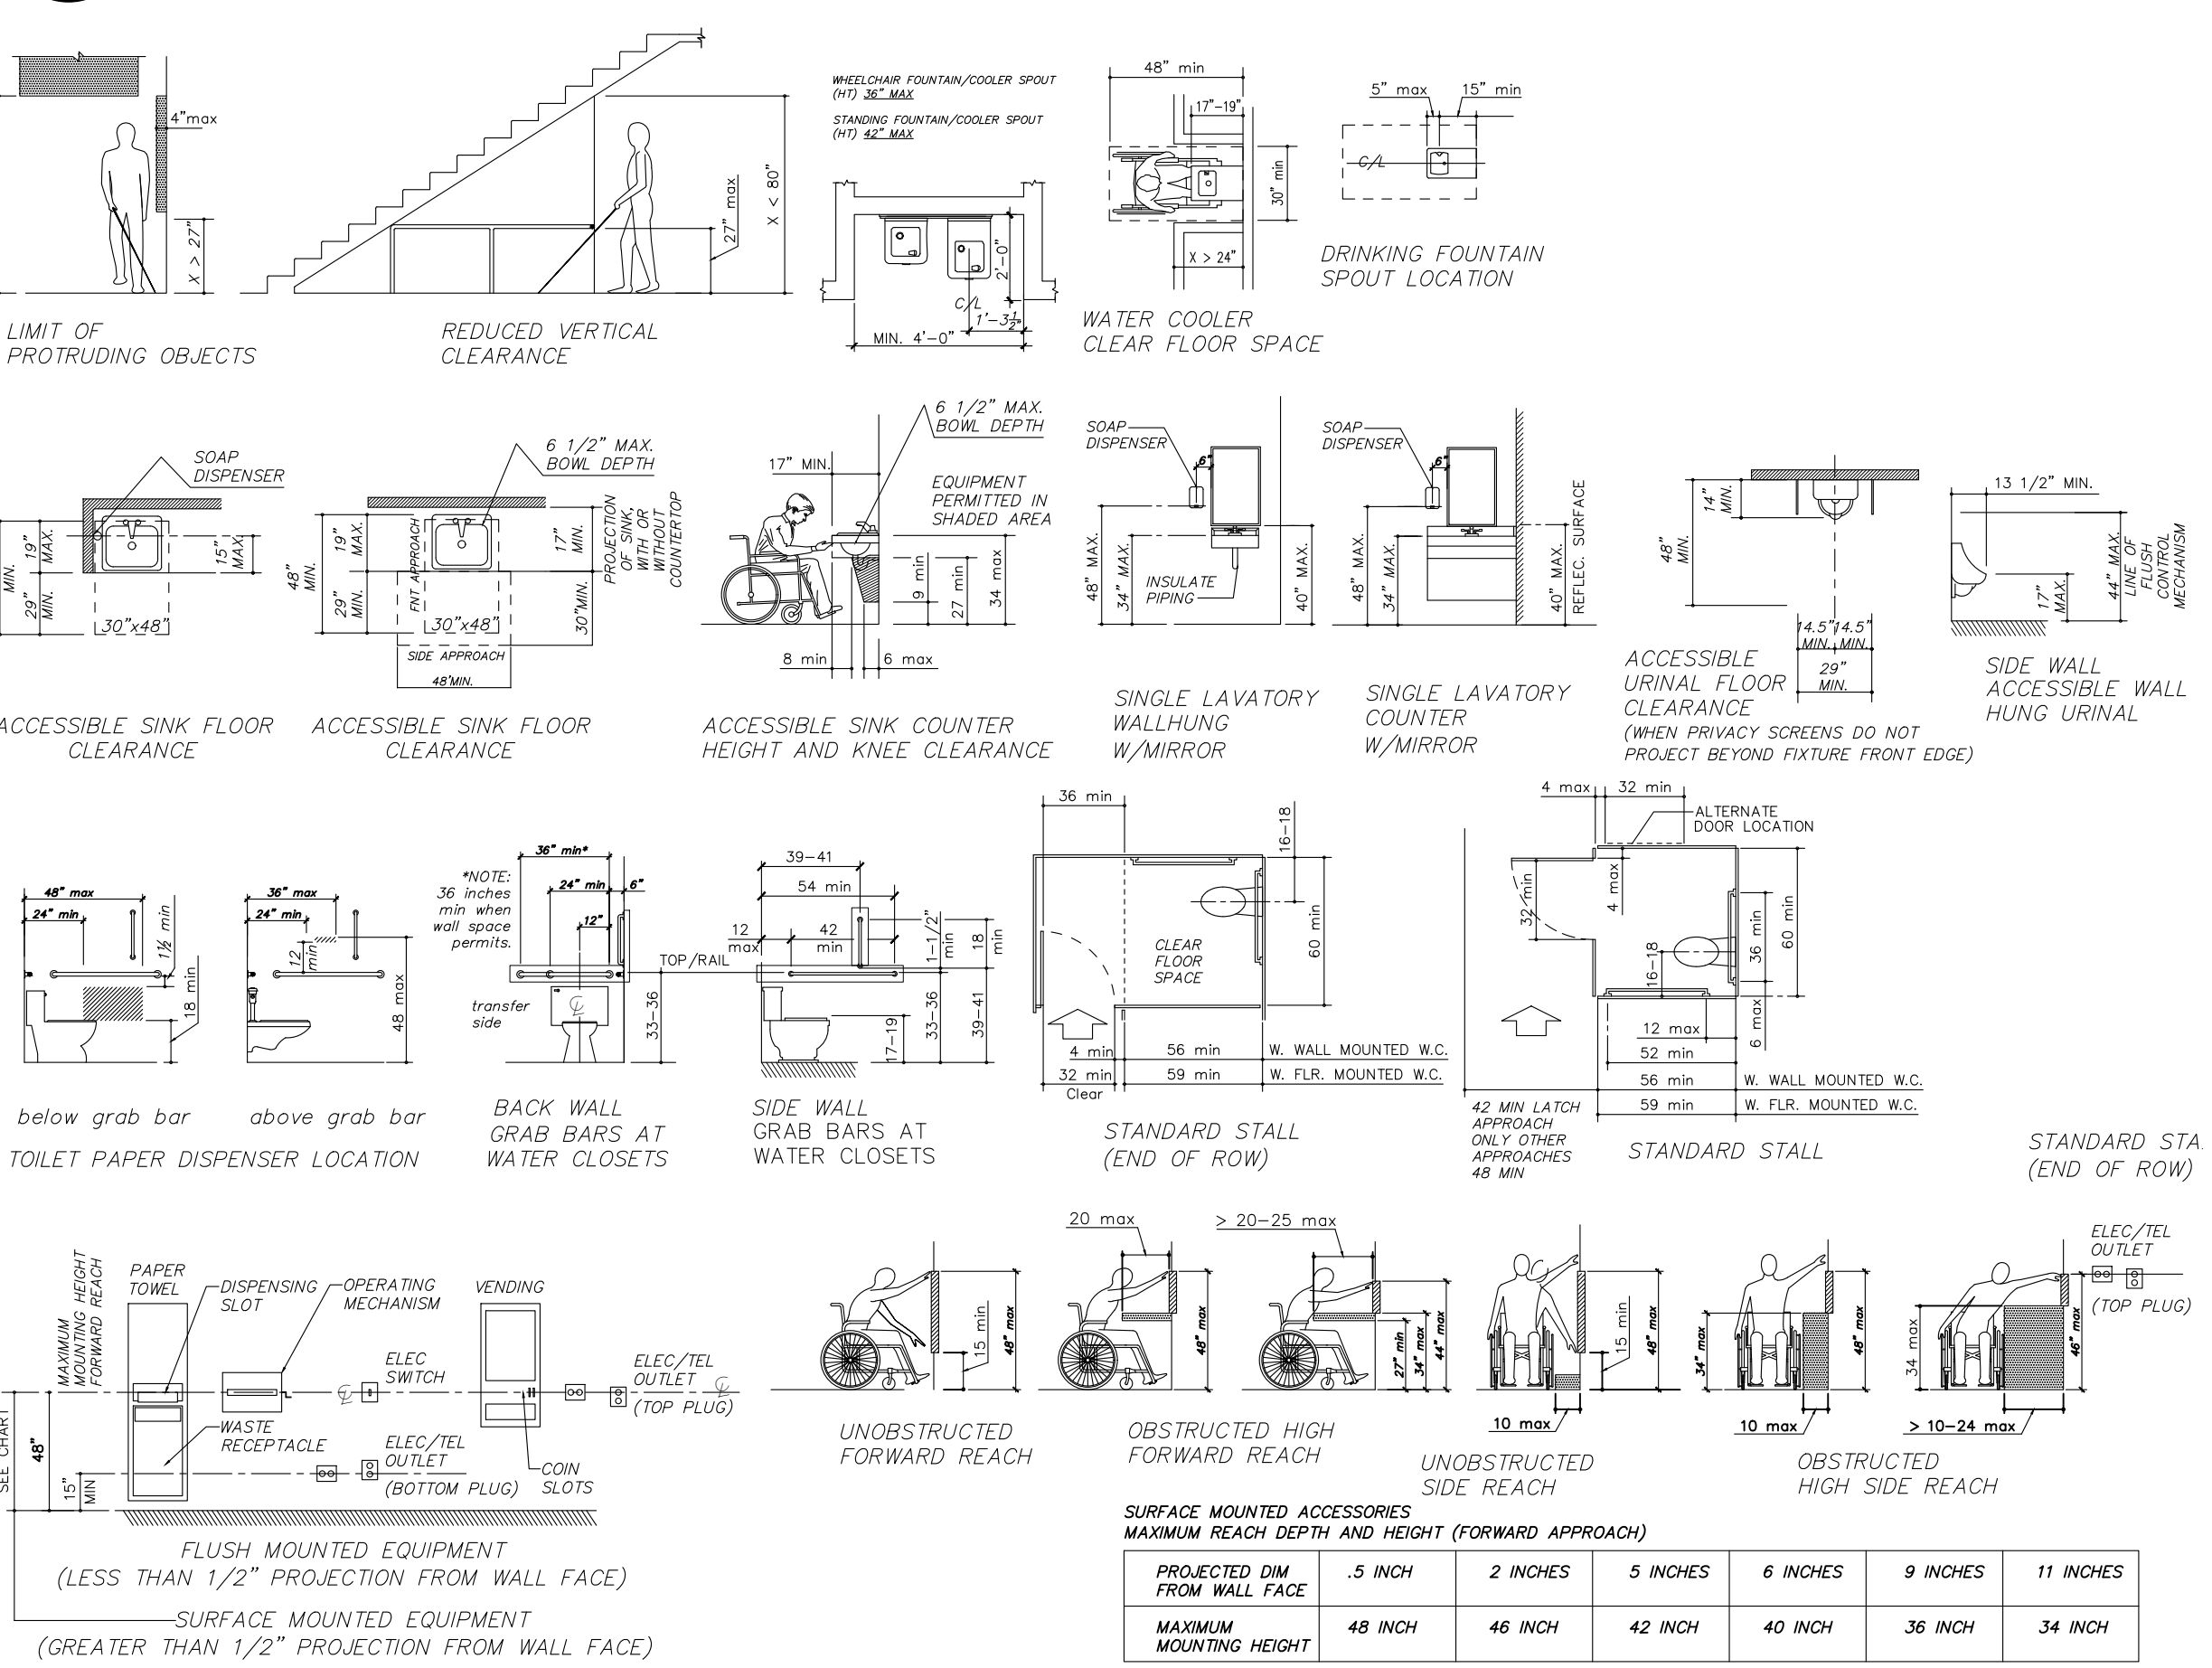 4"max
X > 27"
LIMIT OF
PROTRUDING OBJECTS
27" max
X < 80"
REDUCED VERTICAL
CLEARANCE
WHEELCHAIR FOUNTAIN/COOLER SPOUT
(HT) 36" MAX
STANDING FOUNTAIN/COOLER SPOUT
(HT) 42" MAX
2'-0"
C/L
1'-3½"
MIN. 4'-0"
48" min
17"-19"
30" min
X > 24"
WATER COOLER
CLEAR FLOOR SPACE
5" max
15" min
C/L
DRINKING FOUNTAIN
SPOUT LOCATION
SOAP
DISPENSER
MIN.
19"
MAX.
29"
MIN.
15"
MAX.
30"x48"
ACCESSIBLE SINK FLOOR
CLEARANCE
6 1/2" MAX.
BOWL DEPTH
48"
MIN.
19"
MAX.
29"
MIN.
FNT APPROACH
17"
MIN.
30"MIN.
PROJECTION
OF SINK,
WITH OR
WITHOUT
COUNTERTOP
30"x48"
SIDE APPROACH
48'MIN.
ACCESSIBLE SINK FLOOR
CLEARANCE
6 1/2" MAX.
BOWL DEPTH
17" MIN.
EQUIPMENT
PERMITTED IN
SHADED AREA
9 min
27 min
34 max
8 min
6 max
ACCESSIBLE SINK COUNTER
HEIGHT AND KNEE CLEARANCE
SOAP
DISPENSER
6"
48" MAX.
34" MAX.
INSULATE
PIPING
40" MAX.
SINGLE LAVATORY
WALLHUNG
W/MIRROR
SOAP
DISPENSER
6"
48" MAX.
34" MAX.
40" MAX.
REFLEC. SURFACE
SINGLE LAVATORY
COUNTER
W/MIRROR
14"
MIN.
48"
MIN.
14.5"14.5"
MIN. MIN.
29"
MIN.
ACCESSIBLE
URINAL FLOOR
CLEARANCE
(WHEN PRIVACY SCREENS DO NOT
PROJECT BEYOND FIXTURE FRONT EDGE)
13 1/2" MIN.
17"
MAX.
44" MAX.
LINE OF
FLUSH
CONTROL
MECHANISM
SIDE WALL
ACCESSIBLE WALL
HUNG URINAL
48" max
24" min
1½ min
18 min
below grab bar
36" max
24" min
12
min
48 max
above grab bar
TOILET PAPER DISPENSER LOCATION
36" min*
*NOTE:
36 inches
min when
wall space
permits.
24" min
6"
12"
transfer
side
33-36
TOP/RAIL
BACK WALL
GRAB BARS AT
WATER CLOSETS
39-41
54 min
12
max
42
min
1-1/2"
min
18
min
17-19
33-36
39-41
SIDE WALL
GRAB BARS AT
WATER CLOSETS
36 min
16-18
60 min
CLEAR
FLOOR
SPACE
4 min
56 min
W. WALL MOUNTED W.C.
32 min
59 min
W. FLR. MOUNTED W.C.
Clear
STANDARD STALL
(END OF ROW)
4 max
32 min
ALTERNATE
DOOR LOCATION
32 min
4 max
16-18
36 min
60 min
12 max
6 max
52 min
56 min
W. WALL MOUNTED W.C.
59 min
W. FLR. MOUNTED W.C.
42 MIN LATCH
APPROACH
ONLY OTHER
APPROACHES
48 MIN
STANDARD STALL
STANDARD STA
(END OF ROW)
MAXIMUM
MOUNTING HEIGHT
FORWARD REACH
PAPER
TOWEL
DISPENSING
SLOT
OPERATING
MECHANISM
VENDING
ELEC
SWITCH
ELEC/TEL
OUTLET
(TOP PLUG)
SEE CHART
48"
15"
MIN
WASTE
RECEPTACLE
ELEC/TEL
OUTLET
(BOTTOM PLUG)
COIN
SLOTS
FLUSH MOUNTED EQUIPMENT
(LESS THAN 1/2" PROJECTION FROM WALL FACE)
SURFACE MOUNTED EQUIPMENT
(GREATER THAN 1/2" PROJECTION FROM WALL FACE)
15 min
48" max
UNOBSTRUCTED
FORWARD REACH
20 max
48" max
> 20-25 max
27" min
34" max
44" max
OBSTRUCTED HIGH
FORWARD REACH
15 min
48" max
10 max
UNOBSTRUCTED
SIDE REACH
34" max
48" max
10 max
34 max
46" max
> 10-24 max
ELEC/TEL
OUTLET
(TOP PLUG)
OBSTRUCTED
HIGH SIDE REACH
SURFACE MOUNTED ACCESSORIES
MAXIMUM REACH DEPTH AND HEIGHT (FORWARD APPROACH)
PROJECTED DIM
FROM WALL FACE
.5 INCH
2 INCHES
5 INCHES
6 INCHES
9 INCHES
11 INCHES
MAXIMUM
MOUNTING HEIGHT
48 INCH
46 INCH
42 INCH
40 INCH
36 INCH
34 INCH